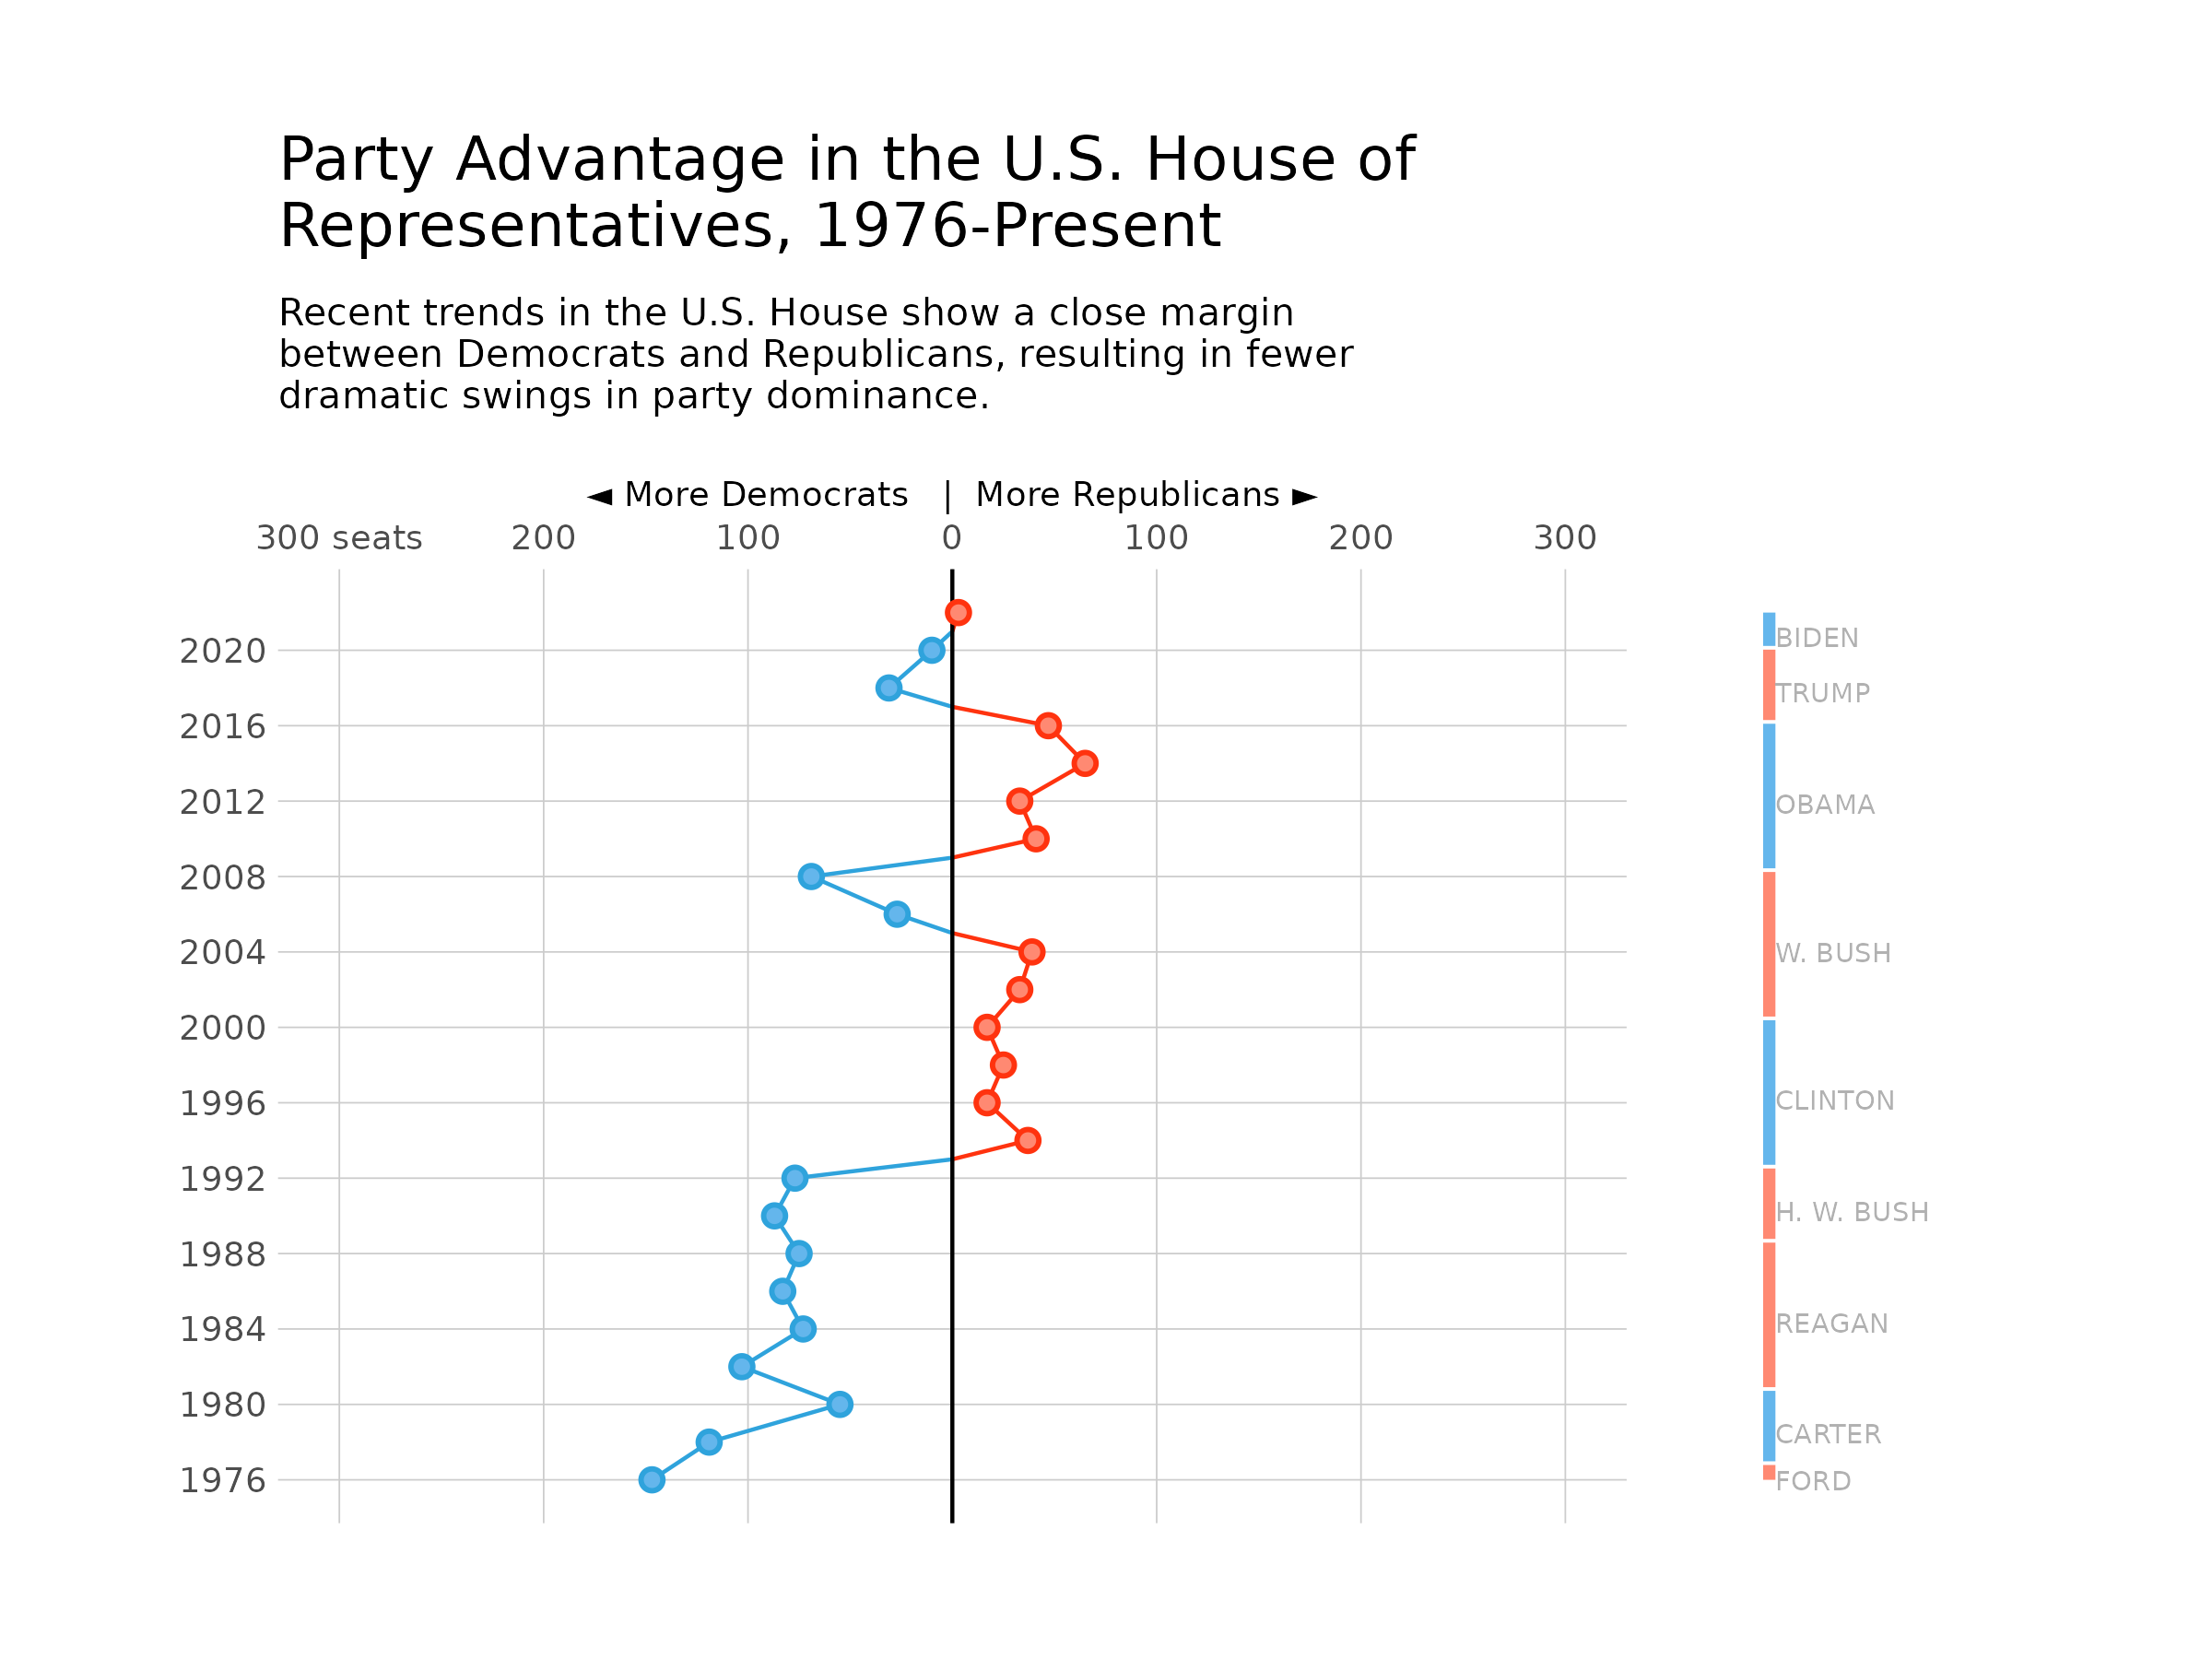 Party Advantage in the U.S. House of
Representatives, 1976-Present
Recent trends in the U.S. House show a close margin
between Democrats and Republicans, resulting in fewer
dramatic swings in party dominance.
◄ More Democrats | More Republicans ►
300 seats 200 100 0 100 200 300
2020
2016
2012
2008
2004
2000
1996
1992
1988
1984
1980
1976
BIDEN
TRUMP
OBAMA
W. BUSH
CLINTON
H. W. BUSH
REAGAN
CARTER
FORD